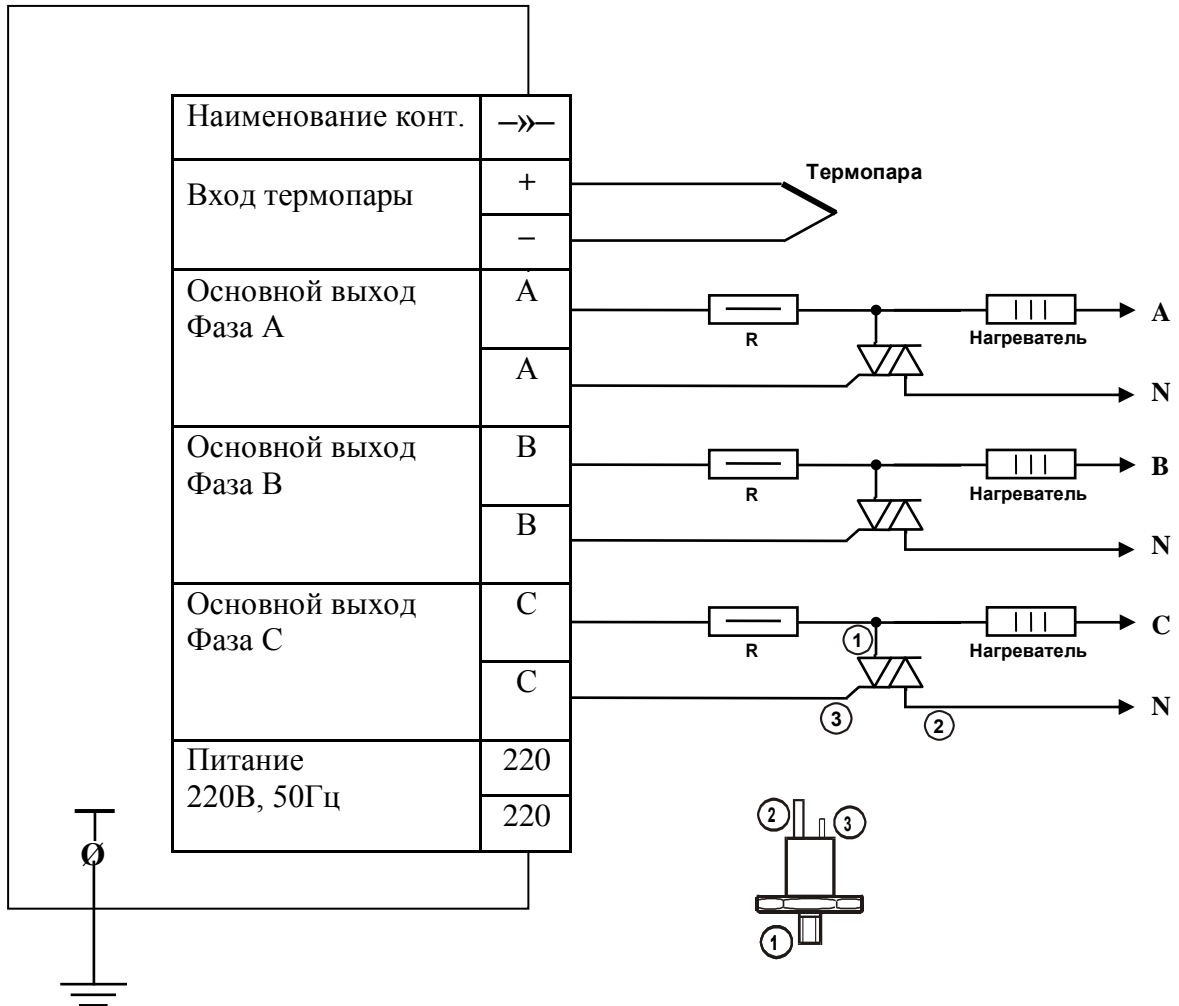 Наименование конт.
–»–
Вход термопары
+
–
Термопара
Основной выход
Фаза А
А
А
R
Нагреватель
A
N
Основной выход
Фаза В
В
В
R
Нагреватель
B
N
Основной выход
Фаза С
С
С
R
1
Нагреватель
C
3
2
N
Питание
220В, 50Гц
220
220
2
3
1
Ø